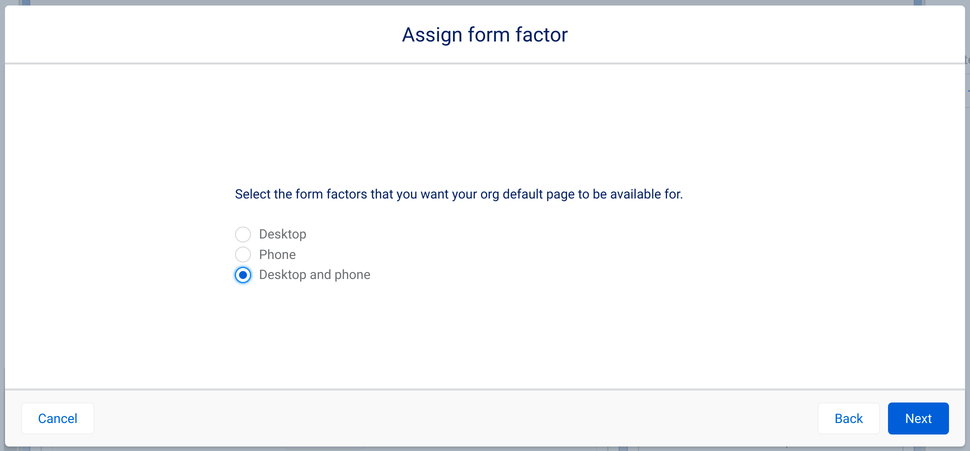 Assign form factor
Select the form factors that you want your org default page to be available for.
Desktop
Phone
Desktop and phone
Cancel
Back
Next